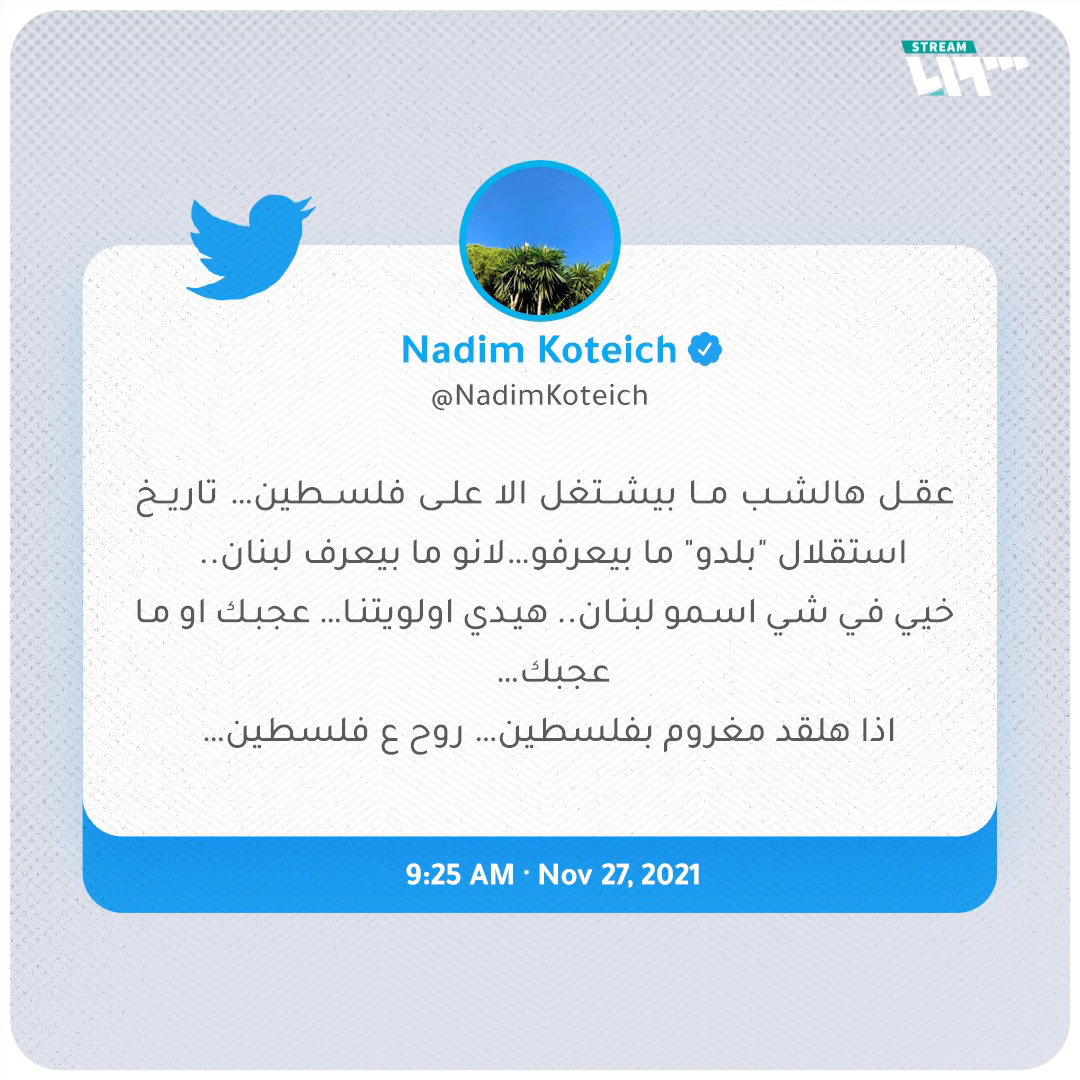 STREAM
Nadim Koteich
@NadimKoteich
عقل هالشب ما بيشتغل الا على فلسطين... تاريخ
استقلال "بلدو" ما بيعرفو...لانو ما بيعرف لبنان..
خيي في شي اسمو لبنان.. هيدي اولويتنا... عجبك او ما
عجبك...
اذا هلقد مغروم بفلسطين... روح ع فلسطين...
9:25 AM · Nov 27, 2021